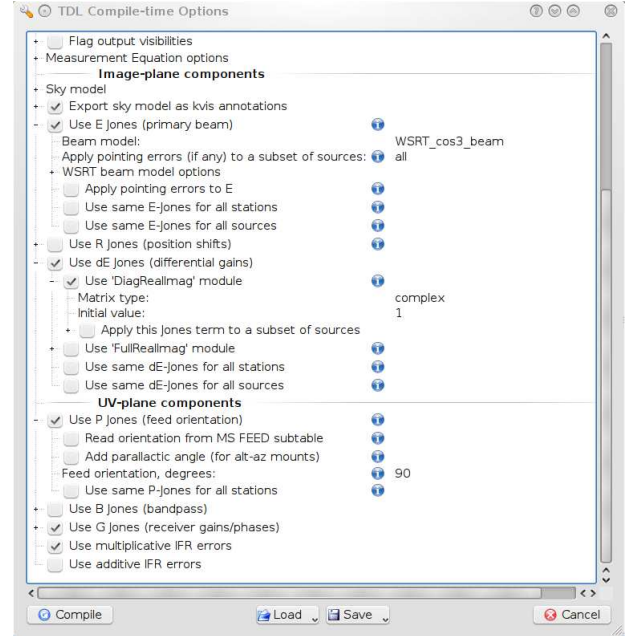 TDL Compile-time Options
Flag output visibilities
Measurement Equation options
Image-plane components
Sky model
Export sky model as kvis annotations
Use E Jones (primary beam)
Beam model: WSRT_cos3_beam
Apply pointing errors (if any) to a subset of sources: all
WSRT beam model options
Apply pointing errors to E
Use same E-Jones for all stations
Use same E-Jones for all sources
Use R Jones (position shifts)
Use dE Jones (differential gains)
Use 'DiagRealImag' module
Matrix type: complex
Initial value: 1
Apply this Jones term to a subset of sources
Use 'FullRealImag' module
Use same dE-Jones for all stations
Use same dE-Jones for all sources
UV-plane components
Use P Jones (feed orientation)
Read orientation from MS FEED subtable
Add parallactic angle (for alt-az mounts)
Feed orientation, degrees: 90
Use same P-Jones for all stations
Use B Jones (bandpass)
Use G Jones (receiver gains/phases)
Use multiplicative IFR errors
Use additive IFR errors
Compile Load Save Cancel